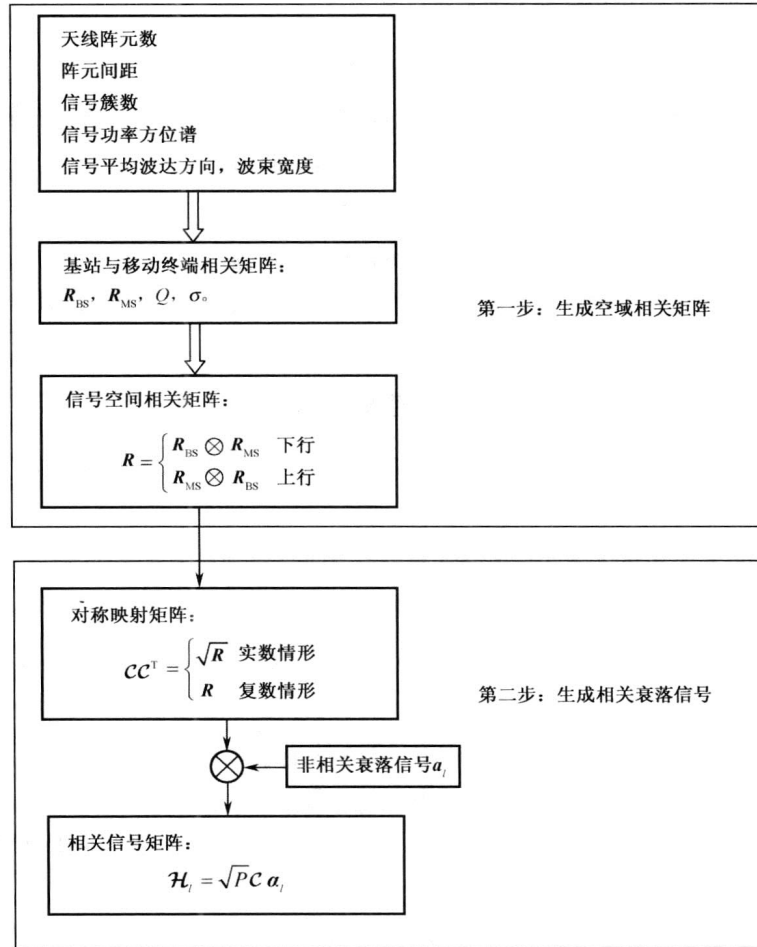 天线阵元数
阵元间距
信号簇数
信号功率方位谱
信号平均波达方向，波束宽度
基站与移动终端相关矩阵：
R_BS，R_MS，Q，σ。
第一步：生成空域相关矩阵
信号空间相关矩阵：
R = { R_BS ⊗ R_MS 下行
R_MS ⊗ R_BS 上行
对称映射矩阵：
CC^T = { √R 实数情形
R 复数情形
第二步：生成相关衰落信号
非相关衰落信号a_l
相关信号矩阵：
H_l = √P C a_l